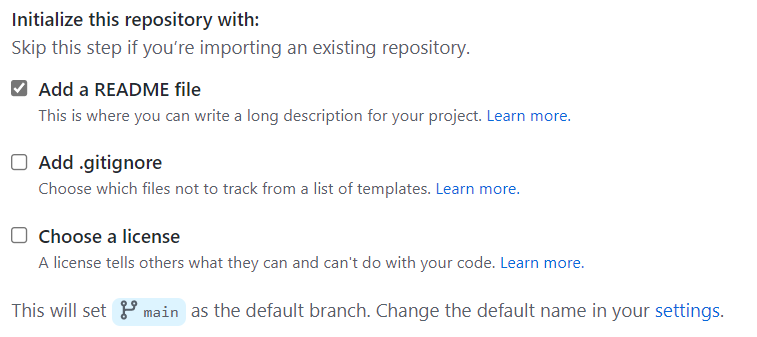 Initialize this repository with:
Skip this step if you’re importing an existing repository.
Add a README file
This is where you can write a long description for your project. Learn more.
Add .gitignore
Choose which files not to track from a list of templates. Learn more.
Choose a license
A license tells others what they can and can't do with your code. Learn more.
This will set main as the default branch. Change the default name in your settings.